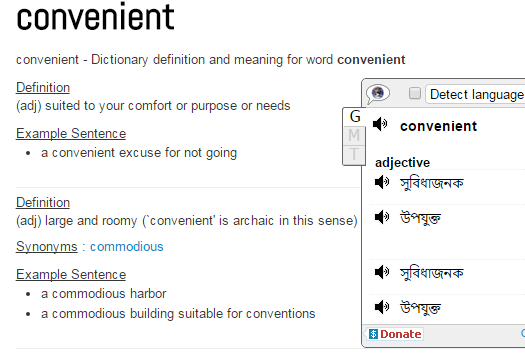 convenient
convenient - Dictionary definition and meaning for word convenient
Definition
(adj) suited to your comfort or purpose or needs
Example Sentence
• a convenient excuse for not going
Definition
(adj) large and roomy (`convenient' is archaic in this sense)
Synonyms : commodious
Example Sentence
• a commodious harbor
• a commodious building suitable for conventions
Detect language
G
M
T
convenient
adjective
সুবিধাজনক
উপযুক্ত
সুবিধাজনক
উপযুক্ত
$ Donate